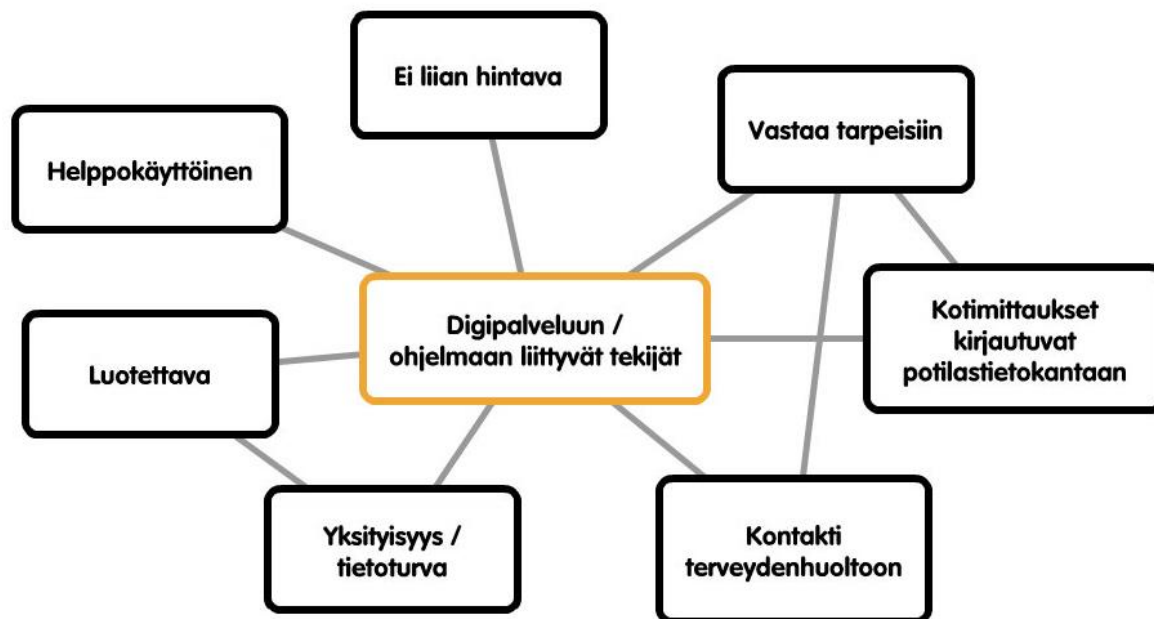 Ei liian hintava
Vastaa tarpeisiin
Helppokäyttöinen
Digipalveluun /
ohjelmaan liittyvät tekijät
Kotimittaukset
kirjautuvat
potilastietokantaan
Luotettava
Yksityisyys /
tietoturva
Kontakti
terveydenhuoltoon